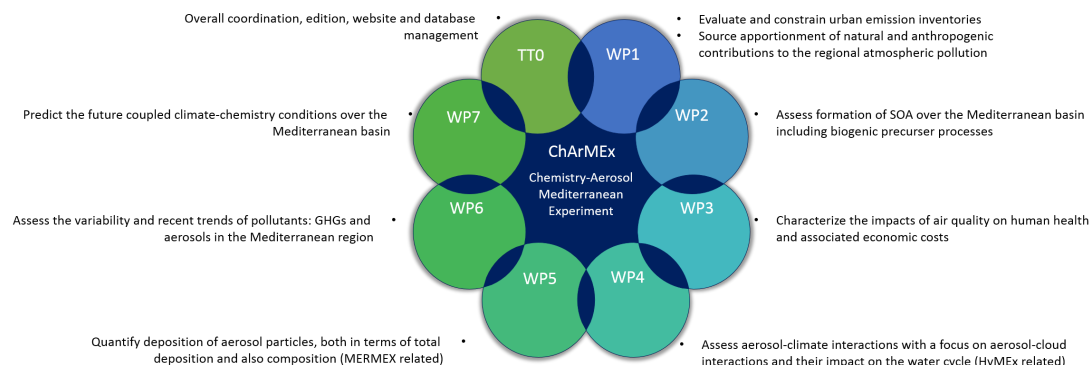 Overall coordination, edition, website and database
management
• Evaluate and constrain urban emission inventories
• Source apportionment of natural and anthropogenic
contributions to the regional atmospheric pollution
TT0
WP1
Predict the future coupled climate-chemistry conditions over the
Mediterranean basin
WP7
WP2
• Assess formation of SOA over the Mediterranean basin
including biogenic precurser processes
ChArMEx
Chemistry-Aerosol
Mediterranean
Experiment
Assess the variability and recent trends of pollutants: GHGs and
aerosols in the Mediterranean region
WP6
WP3
• Characterize the impacts of air quality on human health
and associated economic costs
WP5
WP4
Quantify deposition of aerosol particles, both in terms of total
deposition and also composition (MERMEX related)
• Assess aerosol-climate interactions with a focus on aerosol-cloud
interactions and their impact on the water cycle (HyMEx related)